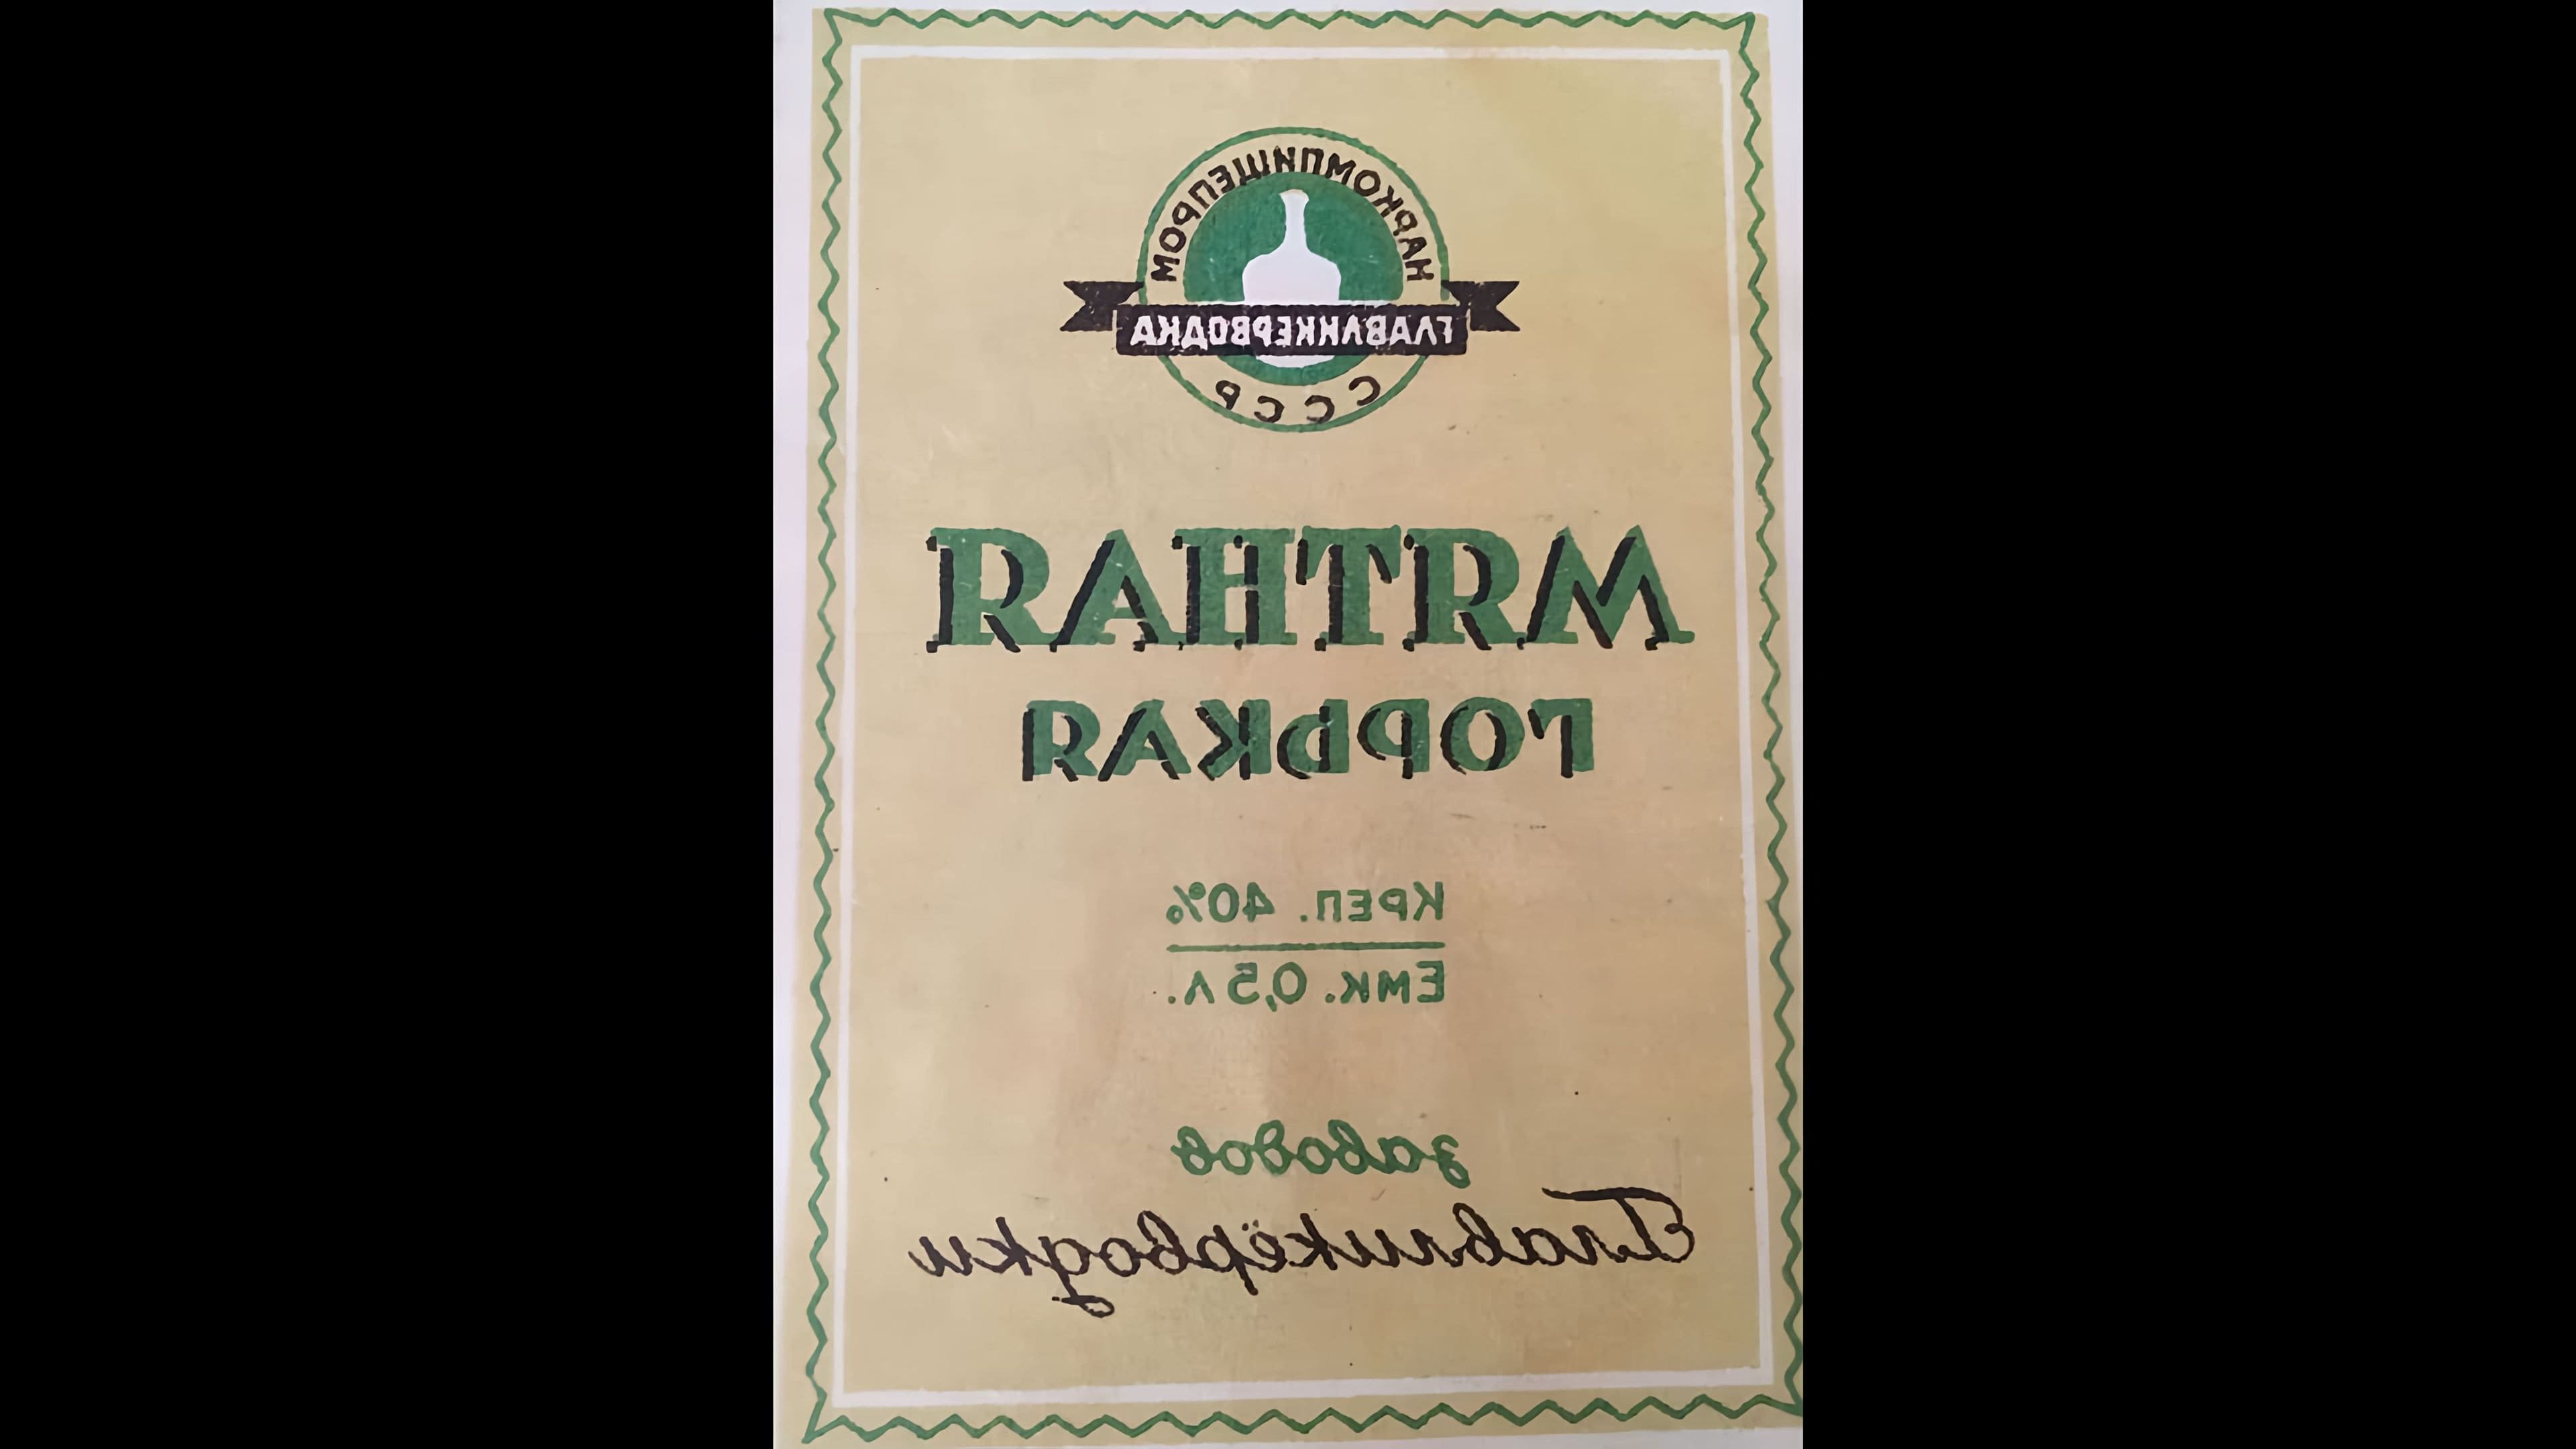 НАРКОМПИЩЕПРОМ
ГЛАВЛИКЕРВОДКА
СССР
МЯТНАЯ
ГОРЬКАЯ
Креп. 40%
Емк. 0,5 л.
заводов
Главликёрводки